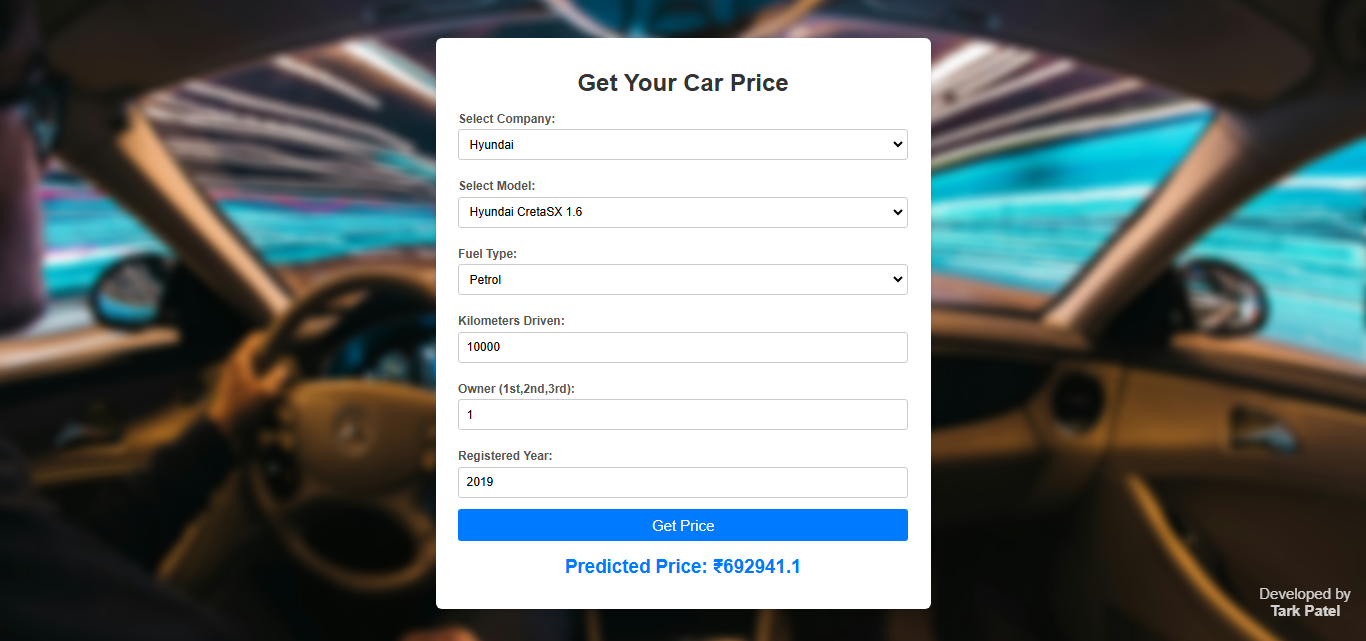 Get Your Car Price
Select Company:
Hyundai
Select Model:
Hyundai CretaSX 1.6
Fuel Type:
Petrol
Kilometers Driven:
10000
Owner (1st,2nd,3rd):
1
Registered Year:
2019
Get Price
Predicted Price: ₹692941.1
Developed by
Tark Patel